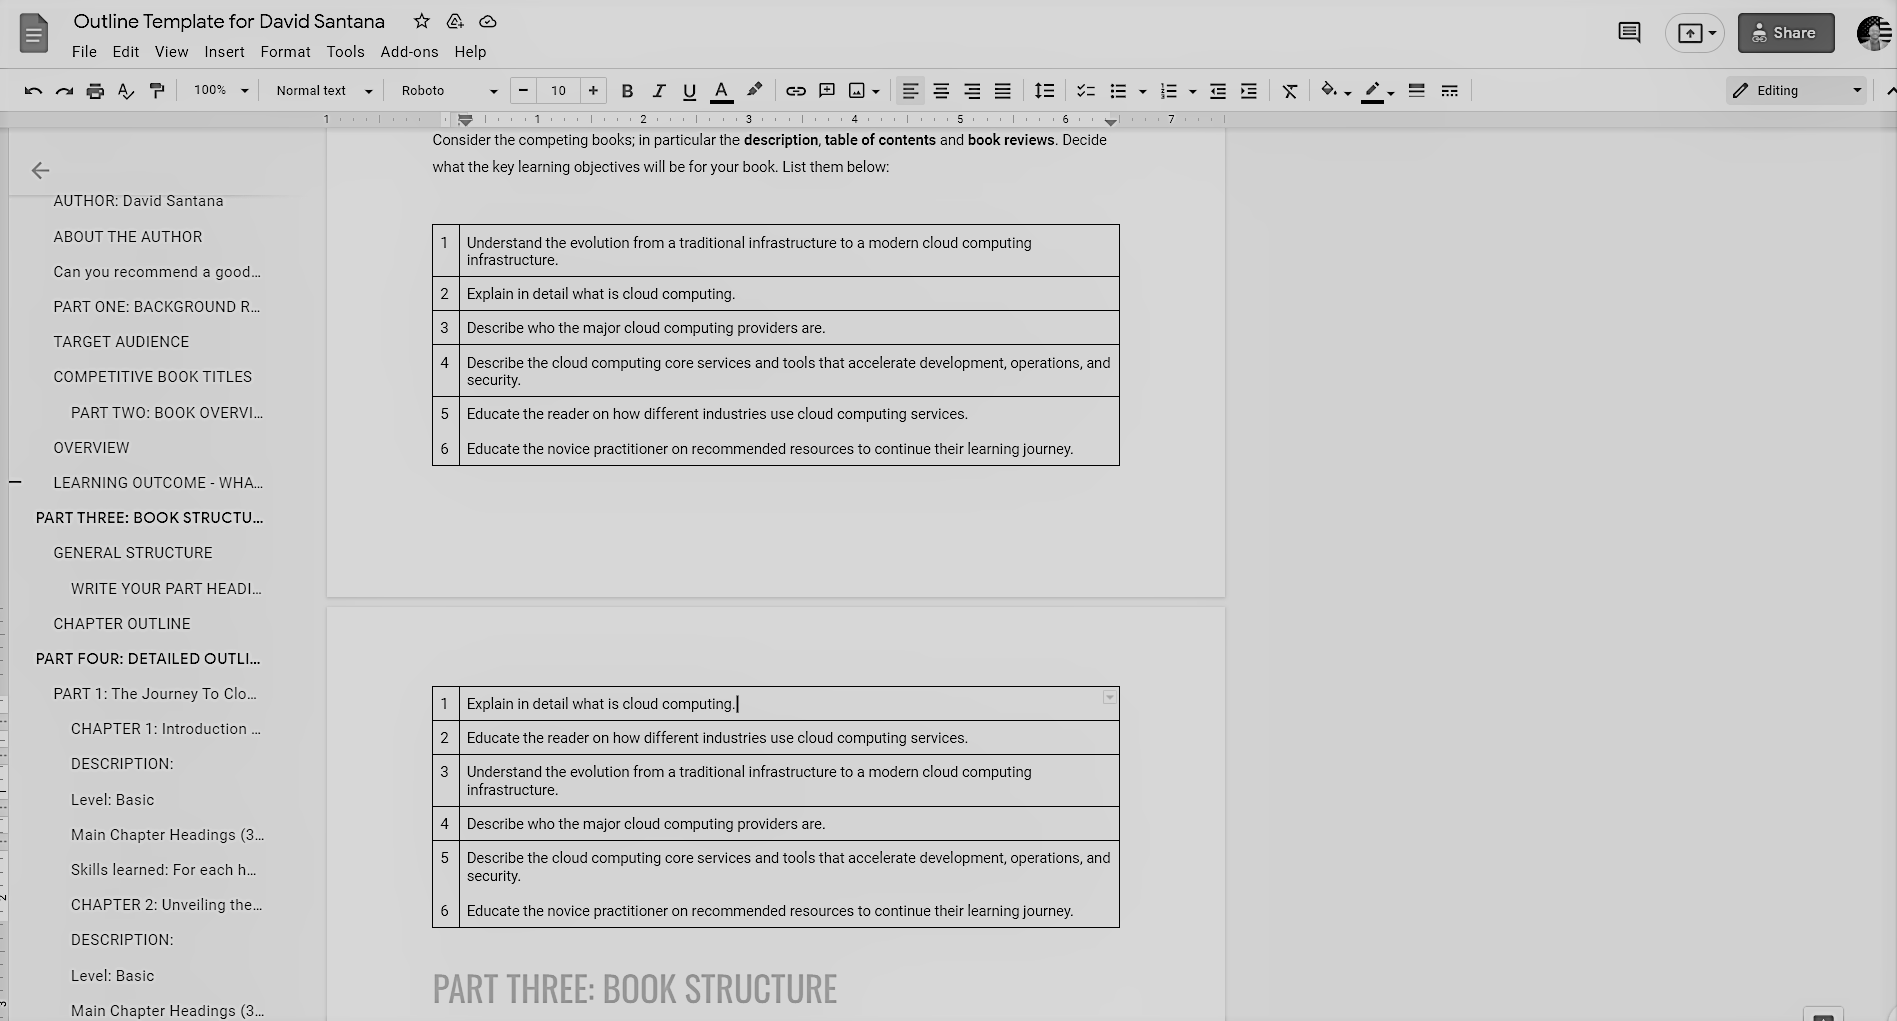 Outline Template for David Santana
File Edit View Insert Format Tools Add-ons Help
Share
100% Normal text Roboto 10 B I U A Editing
1 1 2 3 4 5 6 7
AUTHOR: David Santana
ABOUT THE AUTHOR
Can you recommend a good...
PART ONE: BACKGROUND R...
TARGET AUDIENCE
COMPETITIVE BOOK TITLES
PART TWO: BOOK OVERVI...
OVERVIEW
LEARNING OUTCOME - WHA...
PART THREE: BOOK STRUCTU...
GENERAL STRUCTURE
WRITE YOUR PART HEADI...
CHAPTER OUTLINE
PART FOUR: DETAILED OUTLI...
PART 1: The Journey To Clo...
CHAPTER 1: Introduction ...
DESCRIPTION:
Level: Basic
Main Chapter Headings (3...
Skills learned: For each h...
CHAPTER 2: Unveiling the...
DESCRIPTION:
Level: Basic
Main Chapter Headings (3...
2
3
Consider the competing books; in particular the description, table of contents and book reviews. Decide
what the key learning objectives will be for your book. List them below:
1 Understand the evolution from a traditional infrastructure to a modern cloud computing
infrastructure.
2 Explain in detail what is cloud computing.
3 Describe who the major cloud computing providers are.
4 Describe the cloud computing core services and tools that accelerate development, operations, and
security.
5 Educate the reader on how different industries use cloud computing services.
6 Educate the novice practitioner on recommended resources to continue their learning journey.
1 Explain in detail what is cloud computing.
2 Educate the reader on how different industries use cloud computing services.
3 Understand the evolution from a traditional infrastructure to a modern cloud computing
infrastructure.
4 Describe who the major cloud computing providers are.
5 Describe the cloud computing core services and tools that accelerate development, operations, and
security.
6 Educate the novice practitioner on recommended resources to continue their learning journey.
PART THREE: BOOK STRUCTURE